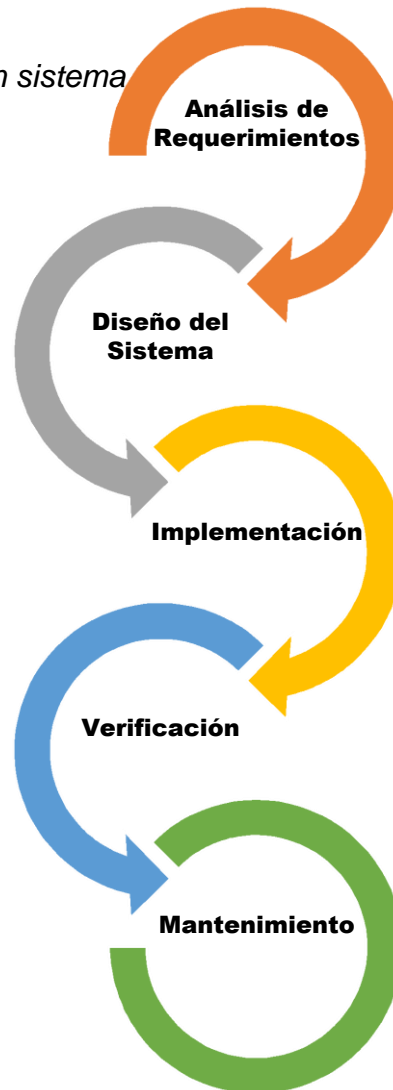 n sistema
Análisis de
Requerimientos
Diseño del
Sistema
Implementación
Verificación
Mantenimiento